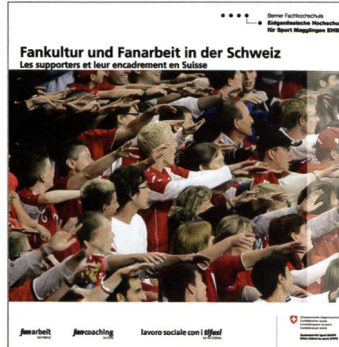 Berner Fachhochschule
Eidgenössische Hochschule
für Sport Magglingen EHSM
Fankultur und Fanarbeit in der Schweiz
Les supporters et leur encadrement en Suisse
fanarbeit
fancoaching
lavoro sociale con i tifosi